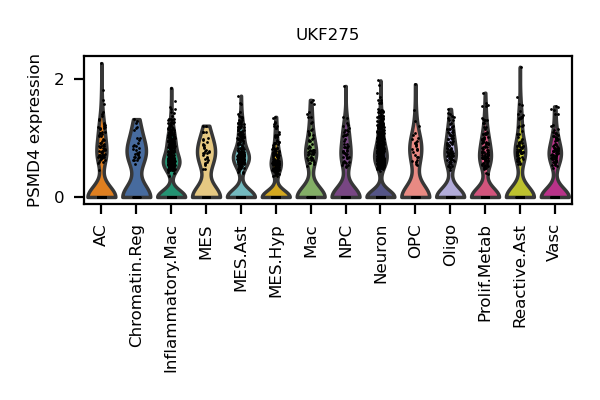 UKF275
PSMD4 expression
2
0
AC
Chromatin.Reg
Inflammatory.Mac
MES
MES.Ast
MES.Hyp
Mac
NPC
Neuron
OPC
Oligo
Prolif.Metab
Reactive.Ast
Vasc